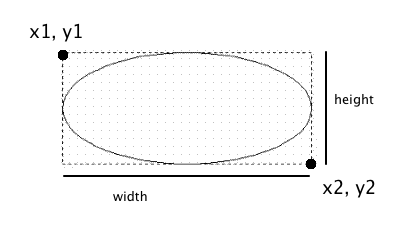 x1, y1
height
x2, y2
width